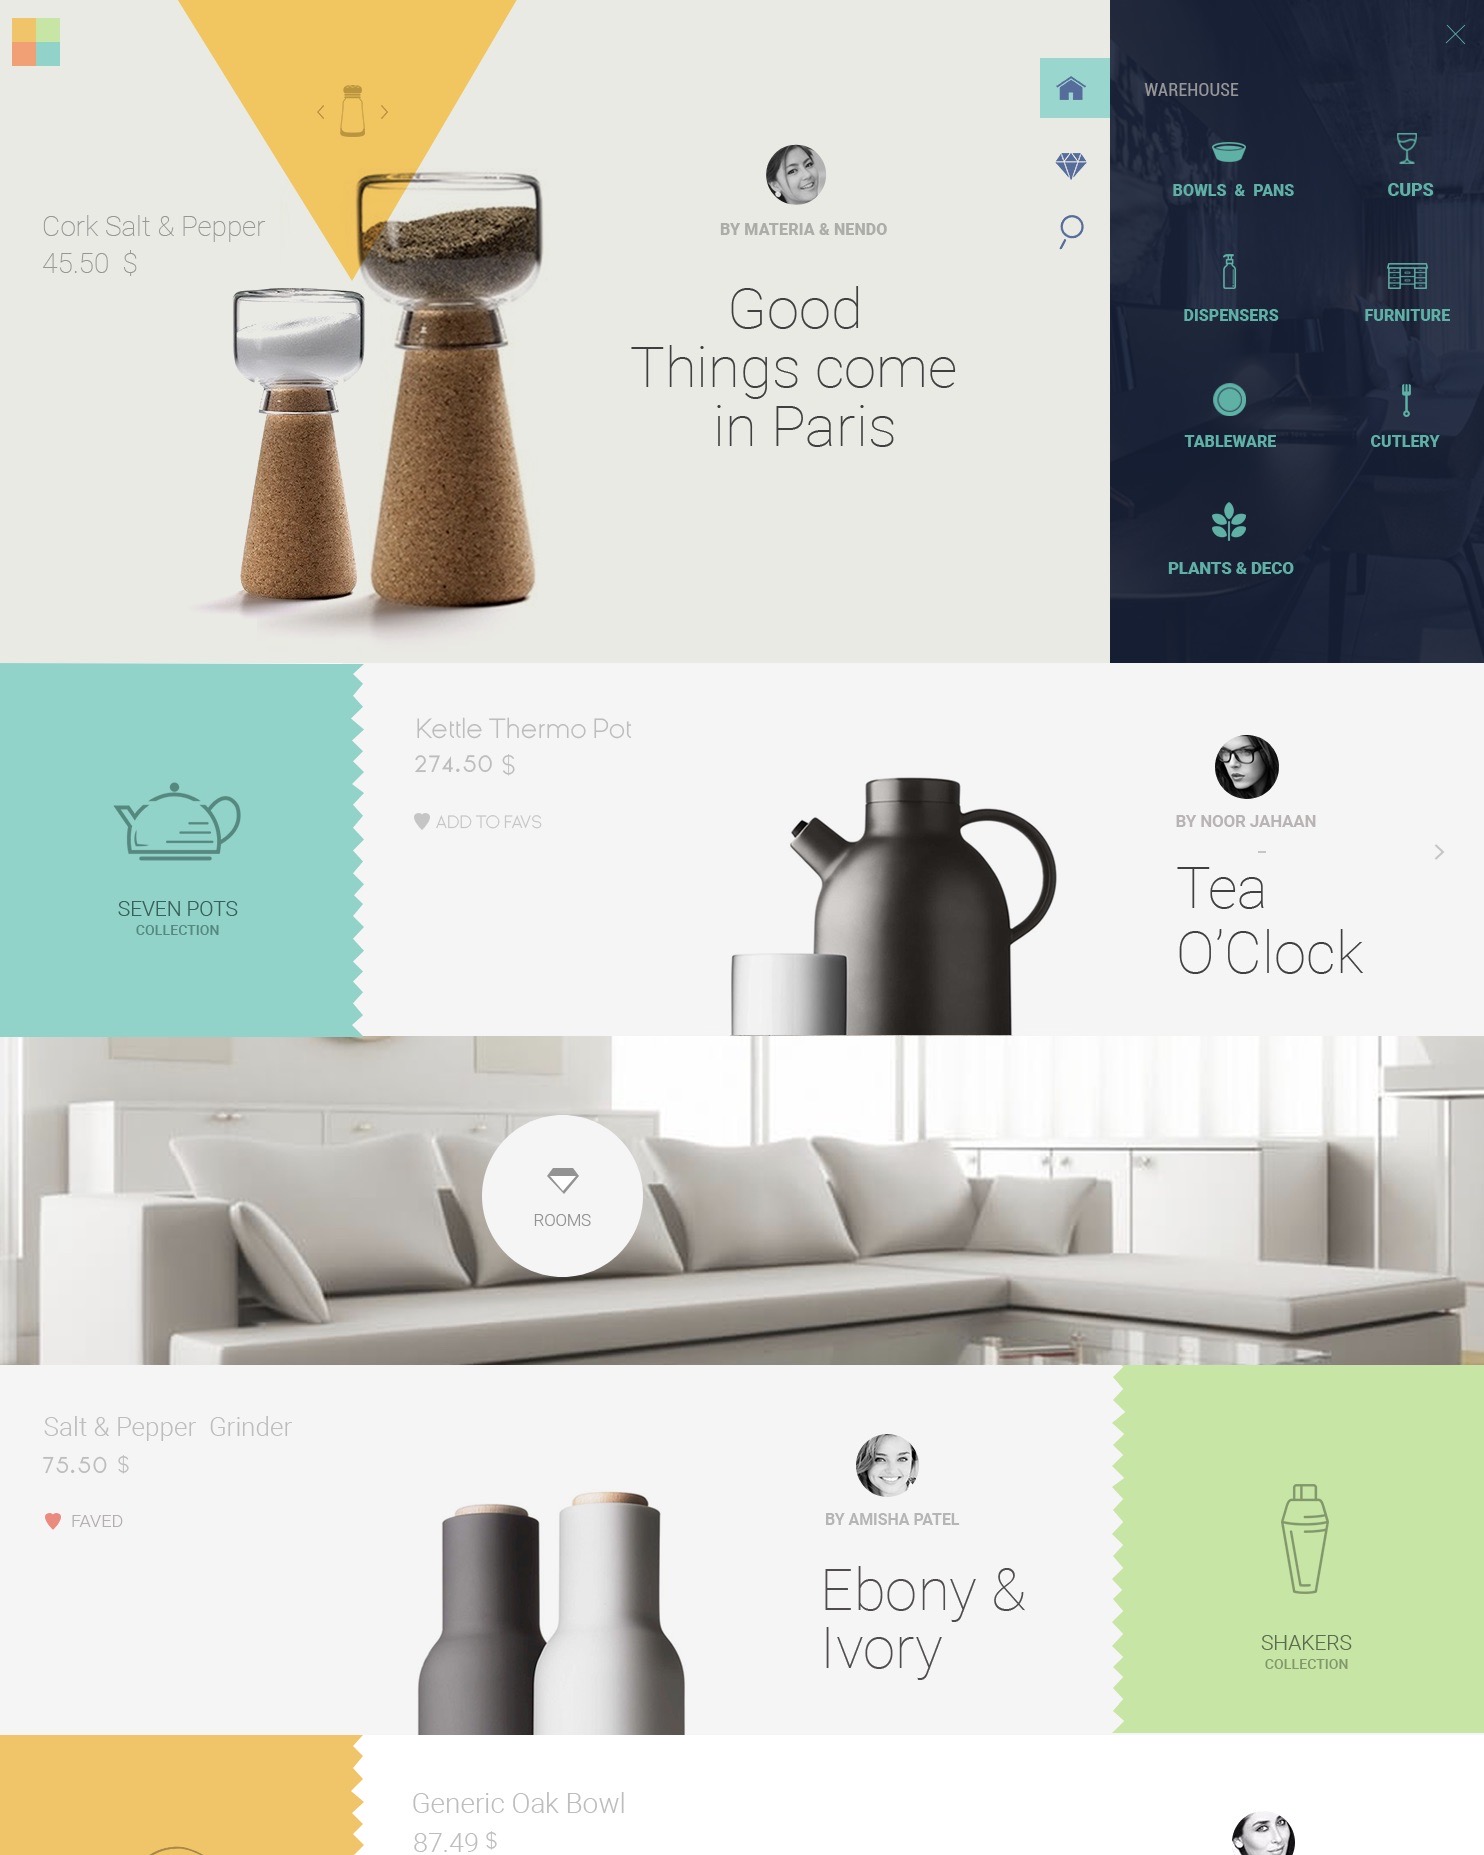 WAREHOUSE
BOWLS & PANS
CUPS
DISPENSERS
FURNITURE
TABLEWARE
CUTLERY
PLANTS & DECO
Cork Salt & Pepper
45.50 $
BY MATERIA & NENDO
Good
Things come
in Paris
SEVEN POTS
COLLECTION
Kettle Thermo Pot
274.50 $
ADD TO FAVS
BY NOOR JAHAAN
Tea
O'Clock
ROOMS
Salt & Pepper Grinder
75.50 $
FAVED
BY AMISHA PATEL
Ebony &
Ivory
SHAKERS
COLLECTION
Generic Oak Bowl
87.49 $